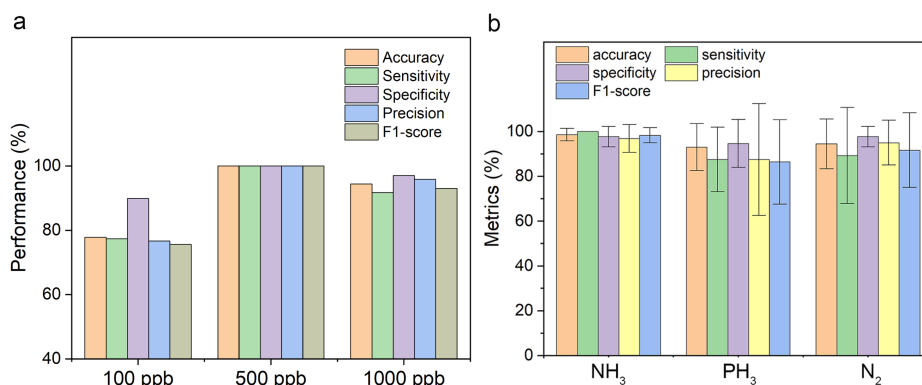 a
Performance (%)
100
80
60
40
Accuracy
Sensitivity
Specificity
Precision
F1-score
100 ppb
500 ppb
1000 ppb
b
Metrics (%)
100
80
60
40
20
0
accuracy
sensitivity
specificity
precision
F1-score
NH₃
PH₃
N₂